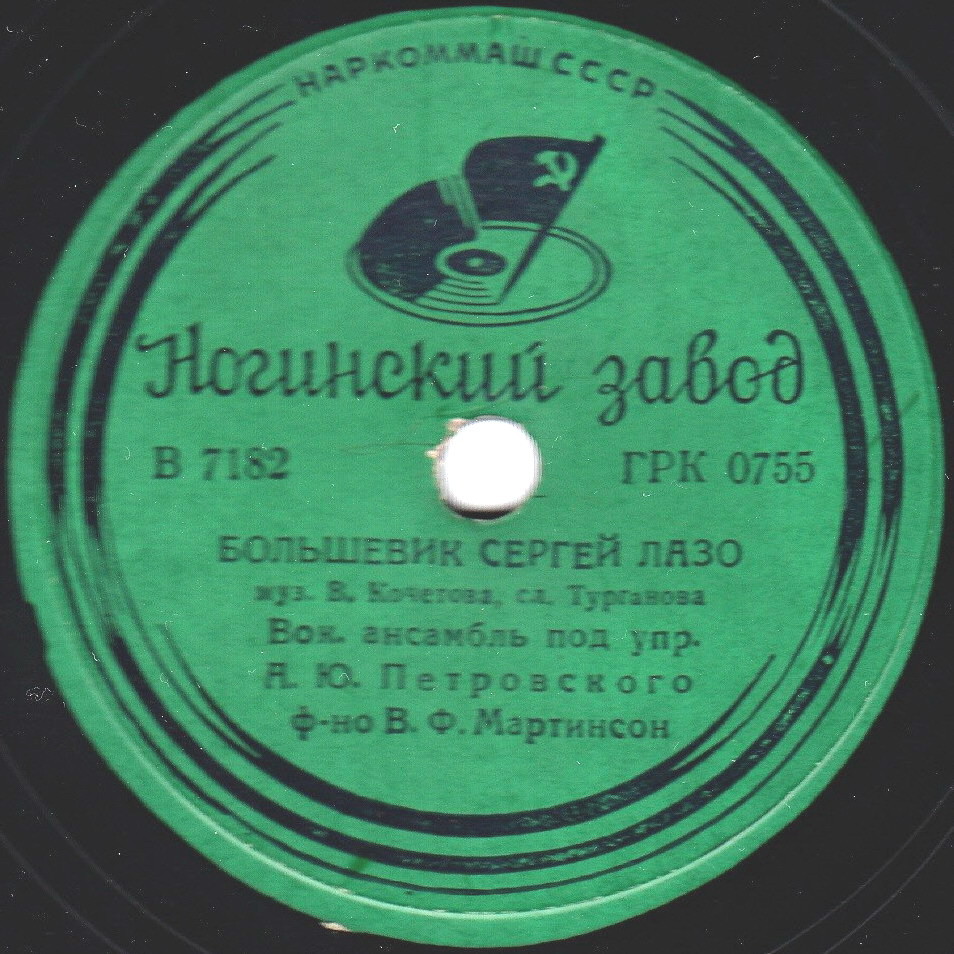 НАРКОММАШ.СССР
Ногинский завод
В 7182
ГРК 0755
БОЛЬШЕВИК СЕРГЕЙ ЛАЗО
муз. В. Кочетова, сл. Турганова
Вок. ансамбль под упр.
А. Ю. Петровского
ф-но В. Ф. Мартинсон